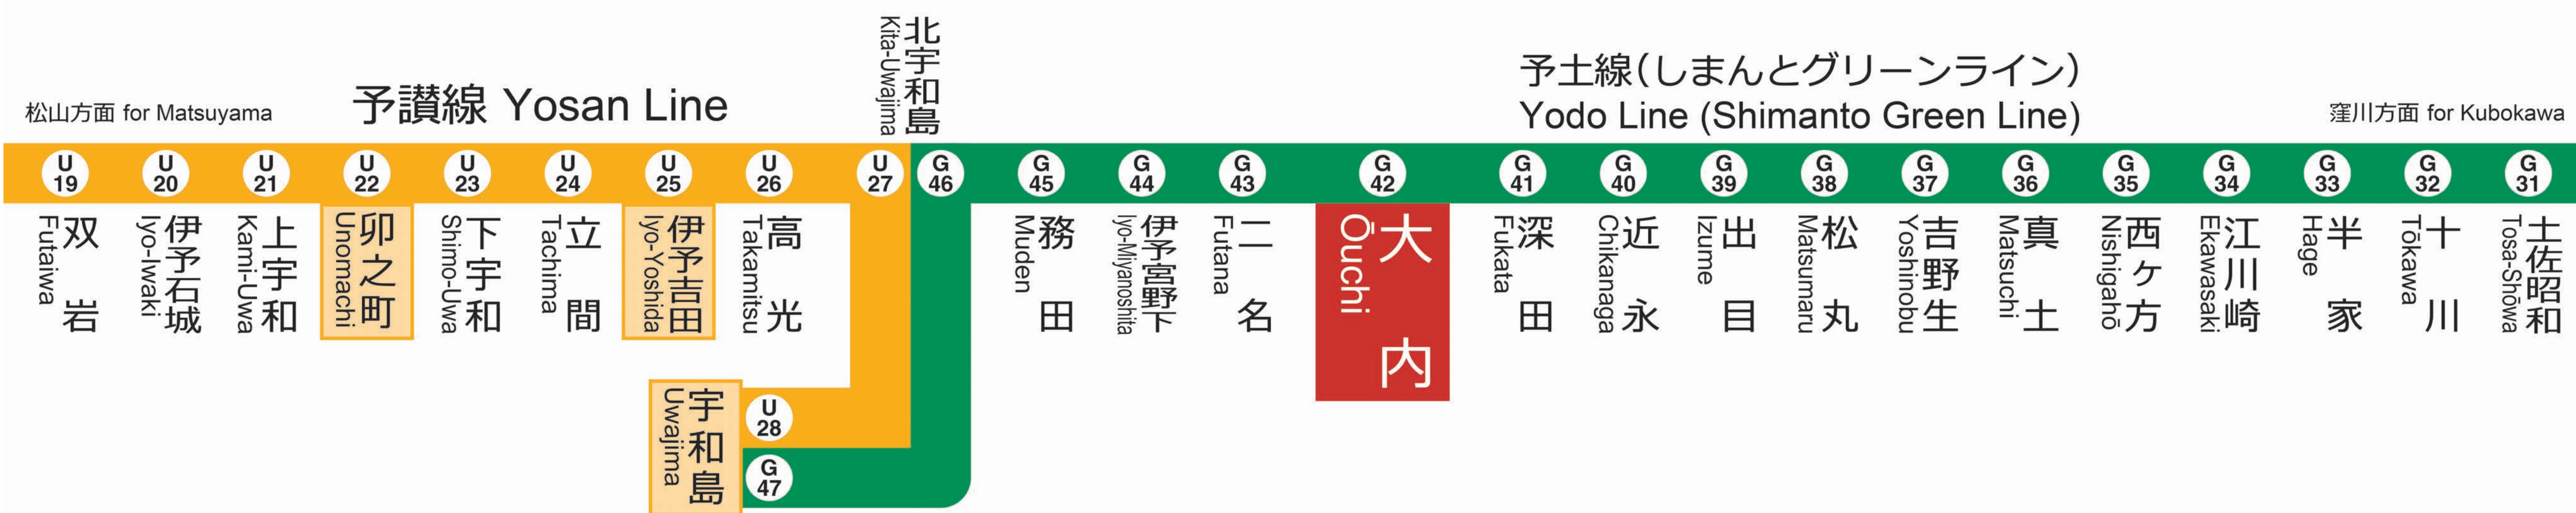 松山方面 for Matsuyama
予讃線 Yosan Line
北宇和島
Kita-Uwajima
予土線(しまんとグリーンライン)
Yodo Line (Shimanto Green Line)
窪川方面 for Kubokawa
U 19
双岩
Futaiwa
U 20
伊予石城
Iyo-Iwaki
U 21
上宇和
Kami-Uwa
U 22
卯之町
Unomachi
U 23
下宇和
Shimo-Uwa
U 24
立間
Tachima
U 25
伊予吉田
Iyo-Yoshida
U 26
高光
Takamitsu
U 27
G 46
G 45
務田
Muden
G 44
伊予宮野下
Iyo-Miyanoshita
G 43
二名
Futana
G 42
大内
Ōuchi
G 41
深田
Fukata
G 40
近永
Chikanaga
G 39
出目
Izume
G 38
松丸
Matsumaru
G 37
吉野生
Yoshinobu
G 36
真土
Matsuchi
G 35
西ケ方
Nishigahō
G 34
江川崎
Ekawasaki
G 33
半家
Hage
G 32
十川
Tōkawa
G 31
土佐昭和
Tosa-Shōwa
宇和島
Uwajima
U 28
G 47